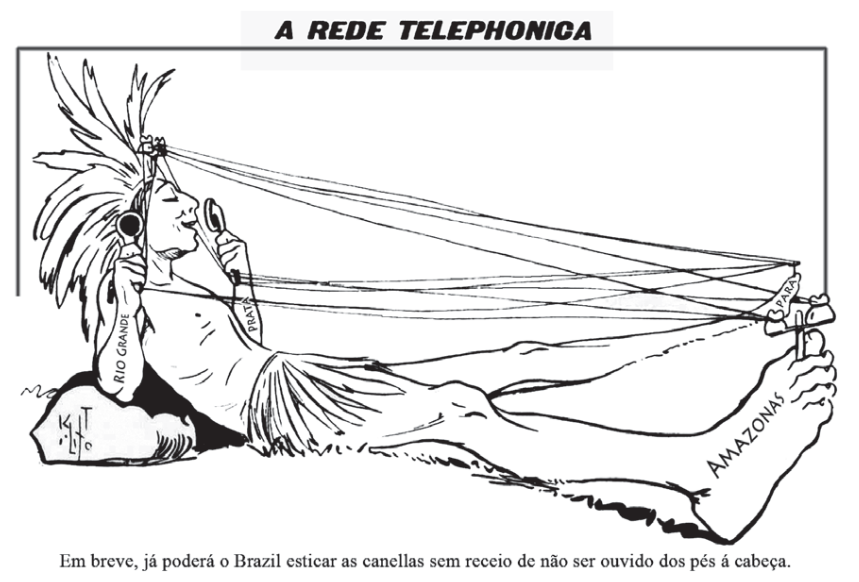 A REDE TELEPHONICA
RIO GRANDE
PRATA
PARÁ
AMAZONAS
Em breve, já poderá o Brazil esticar as canellas sem receio de não ser ouvido dos pés á cabeça.